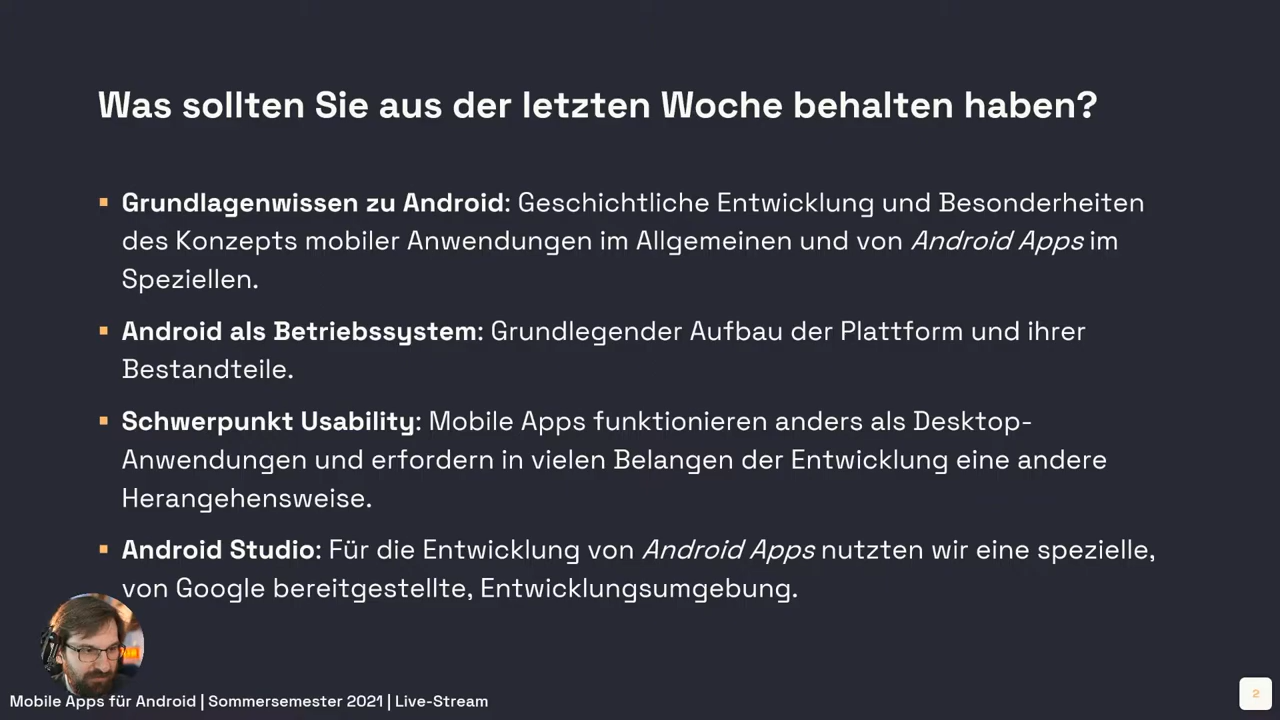 Was sollten Sie aus der letzten Woche behalten haben?
▪ Grundlagenwissen zu Android: Geschichtliche Entwicklung und Besonderheiten
des Konzepts mobiler Anwendungen im Allgemeinen und von Android Apps im
Speziellen.
▪ Android als Betriebssystem: Grundlegender Aufbau der Plattform und ihrer
Bestandteile.
▪ Schwerpunkt Usability: Mobile Apps funktionieren anders als Desktop-
Anwendungen und erfordern in vielen Belangen der Entwicklung eine andere
Herangehensweise.
▪ Android Studio: Für die Entwicklung von Android Apps nutzten wir eine spezielle,
von Google bereitgestellte, Entwicklungsumgebung.
Mobile Apps für Android | Sommersemester 2021 | Live-Stream
2